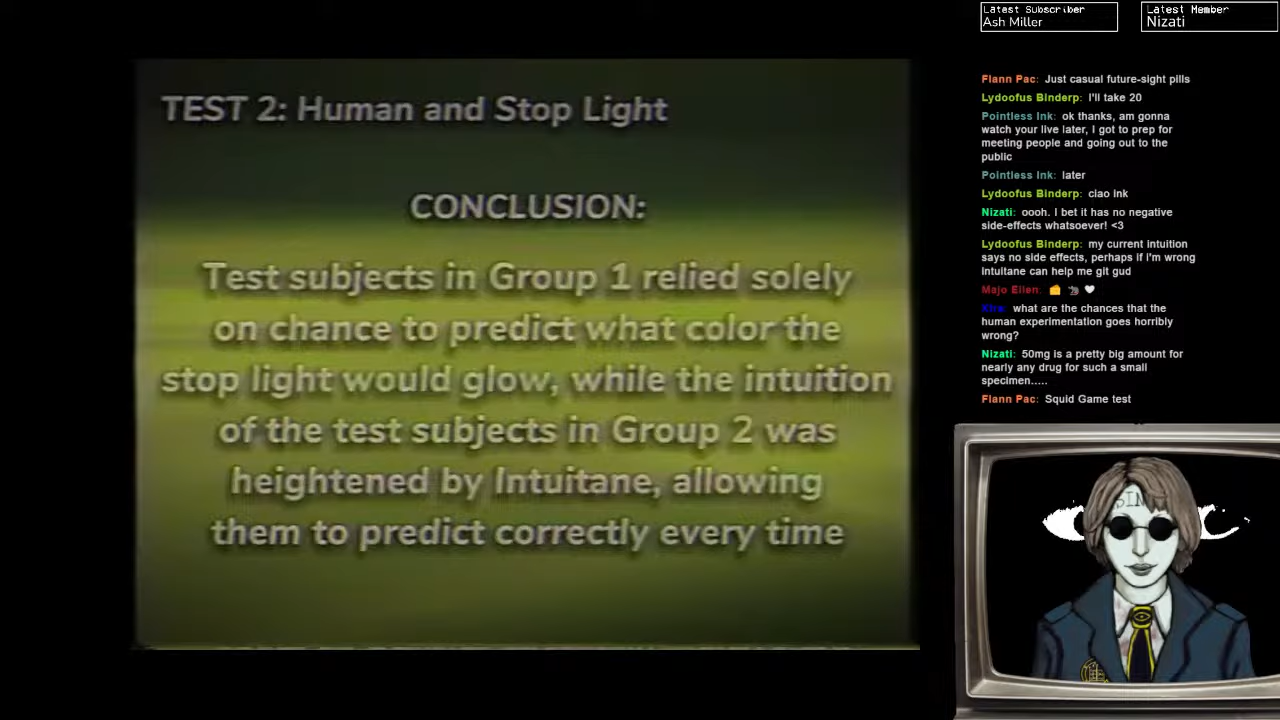 Latest Subscriber
Ash Miller
Latest Member
Nizati
TEST 2: Human and Stop Light
CONCLUSION:
Test subjects in Group 1 relied solely
on chance to predict what color the
stop light would glow, while the intuition
of the test subjects in Group 2 was
heightened by Intuitane, allowing
them to predict correctly every time
Flann Pac: Just casual future-sight pills
Lydoofus Binderp: I'll take 20
Pointless Ink: ok thanks, am gonna
watch your live later, I got to prep for
meeting people and going out to the
public
Pointless Ink: later
Lydoofus Binderp: ciao ink
Nizati: oooh. I bet it has no negative
side-effects whatsoever! <3
Lydoofus Binderp: my current intuition
says no side effects, perhaps if I'm wrong
intuitane can help me git gud
Majo Ellen: 🧀 🐀 🤍
what are the chances that the
human experimentation goes horribly
wrong?
Nizati: 50mg is a pretty big amount for
nearly any drug for such a small
specimen.....
Flann Pac: Squid Game test
SIN